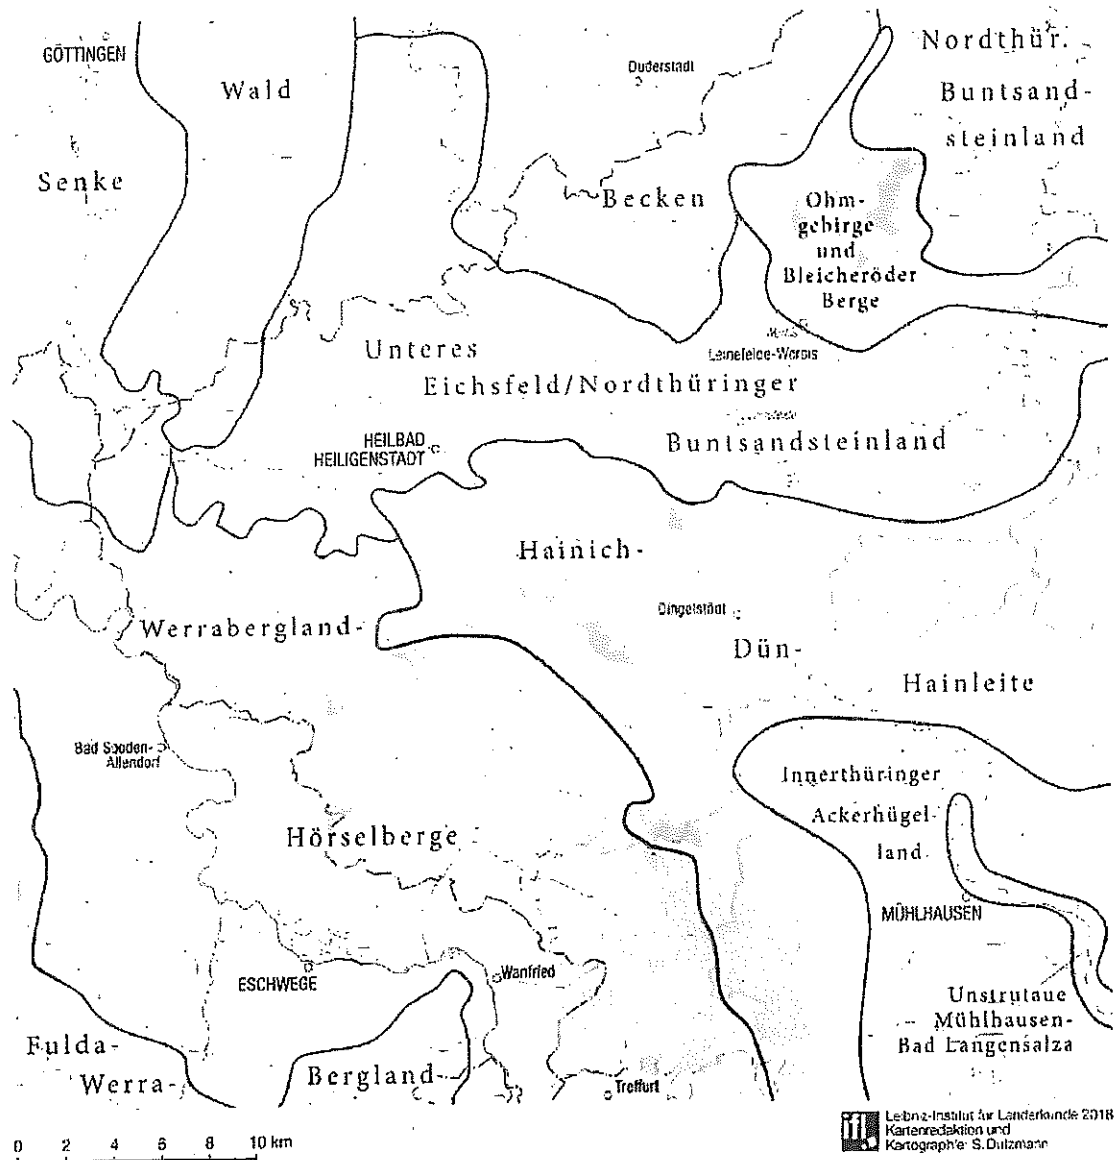 GÖTTINGEN
Wald
Duderstadt
Nordthür.
Buntsand-
steinland
Senke
Becken
Ohm-
gebirge
und
Bleicheröder
Berge
Unteres
Leinefelde-Worbis
Eichsfeld/Nordthüringer
HEILBAD
HEILIGENSTADT
Buntsandsteinland
Hainich-
Dingelstädt
Werrabergland-
Dün-
Hainleite
Bad Sooden-
Allendorf
Innerthüringer
Ackerhügel-
land
Hörselberge
MÜHLHAUSEN
ESCHWEGE
Wanfried
Unstrutaue
Mühlhausen-
Bad Langensalza
Fulda-
Werra-
Bergland
Treffurt
0 2 4 6 8 10 km
ifl
Leibniz-Institut für Länderkunde 2018
Kartenredaktion und
Kartographie: S. Dutzmann